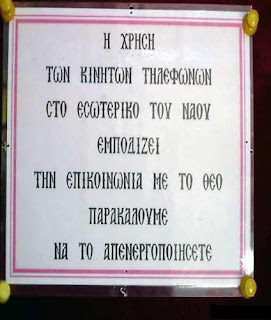 Η ΧΡΗΣΗ
ΤΩΝ ΚΙΝΗΤΩΝ ΤΗΛΕΦΩΝΩΝ
ΣΤΟ ΕΣΩΤΕΡΙΚΟ ΤΟΥ ΝΑΟΥ
ΕΜΠΟΔΙΖΕΙ
ΤΗΝ ΕΠΙΚΟΙΝΩΝΙΑ ΜΕ ΤΟ ΘΕΟ
ΠΑΡΑΚΑΛΟΥΜΕ
ΝΑ ΤΟ ΑΠΕΝΕΡΓΟΠΟΙΗΣΕΤΕ